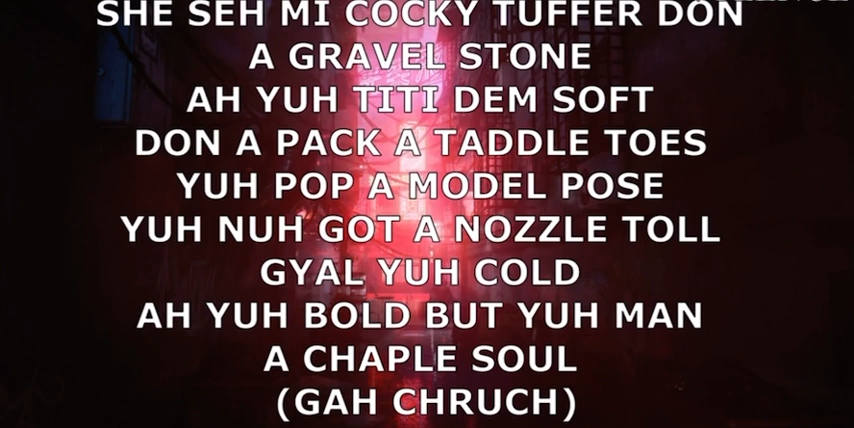 SHE SEH MI COCKY TUFFER DON
A GRAVEL STONE
AH YUH TITI DEM SOFT
DON A PACK A TADDLE TOES
YUH POP A MODEL POSE
YUH NUH GOT A NOZZLE TOLL
GYAL YUH COLD
AH YUH BOLD BUT YUH MAN
A CHAPLE SOUL
(GAH CHRUCH)